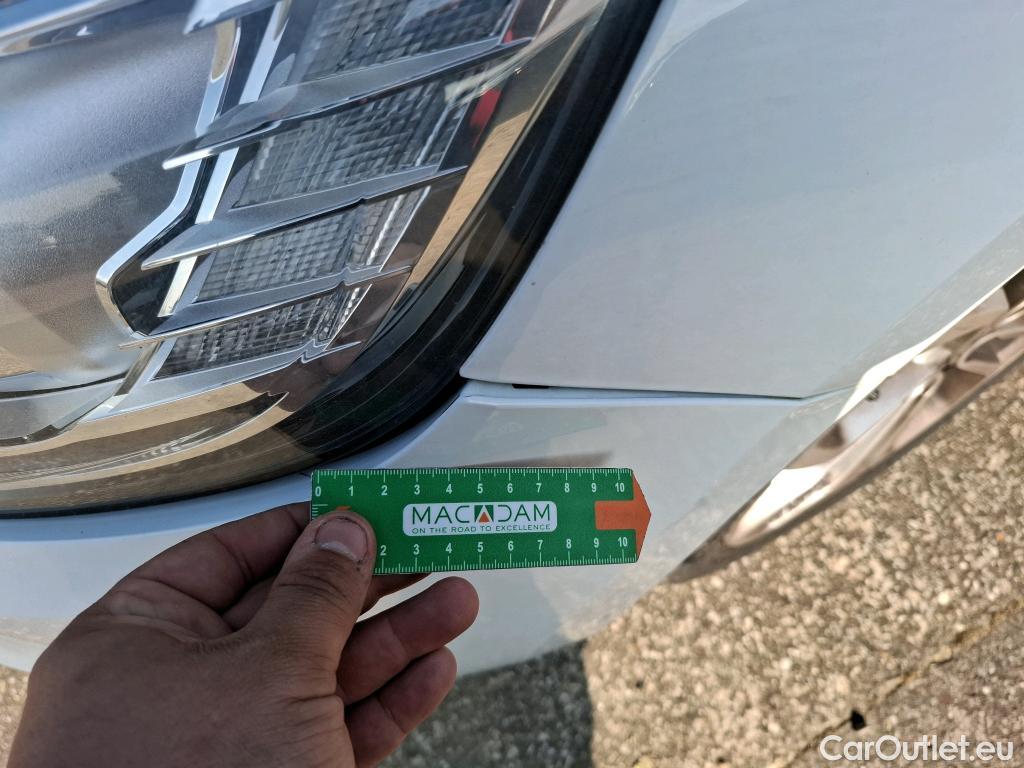 0 1 2 3 4 5 6 7 8 9 10
MACADAM
ON THE ROAD TO EXCELLENCE
2 3 4 5 6 7 8 9 10
CarOutlet.eu